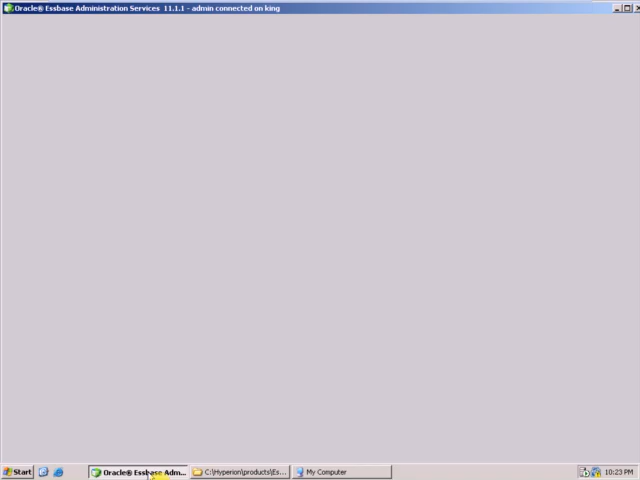 Oracle® Essbase Administration Services 11.1.1 - admin connected on king
Start
Oracle® Essbase Adm...
C:\Hyperion\products\Es...
My Computer
10:23 PM